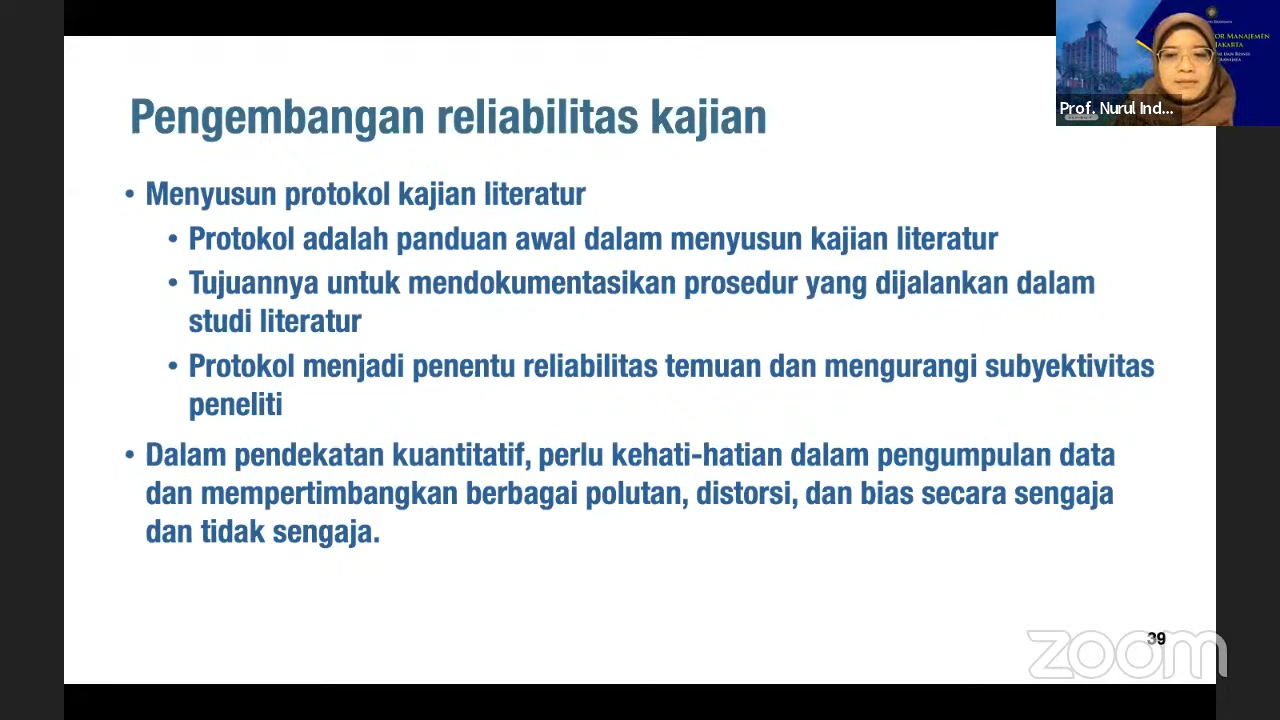 OR MANAJEMEN
JAKARTA
Prof. Nurul Ind...
Pengembangan reliabilitas kajian
• Menyusun protokol kajian literatur
• Protokol adalah panduan awal dalam menyusun kajian literatur
• Tujuannya untuk mendokumentasikan prosedur yang dijalankan dalam
studi literatur
• Protokol menjadi penentu reliabilitas temuan dan mengurangi subyektivitas
peneliti
• Dalam pendekatan kuantitatif, perlu kehati-hatian dalam pengumpulan data
dan mempertimbangkan berbagai polutan, distorsi, dan bias secara sengaja
dan tidak sengaja.
39
zoom